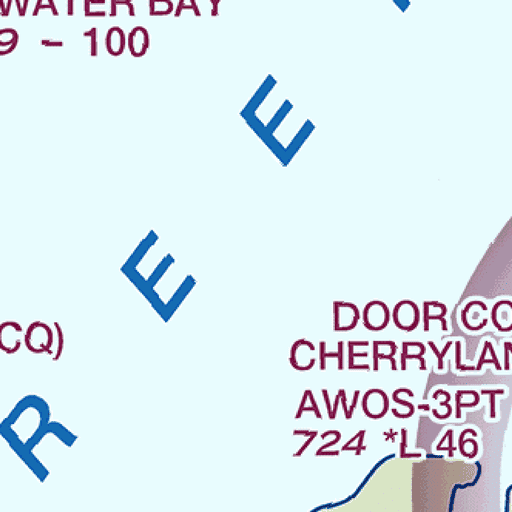 WATER BAY
9 - 100
R E E
CQ)
DOOR CO
CHERRYLAN
AWOS-3PT
724 *L 46